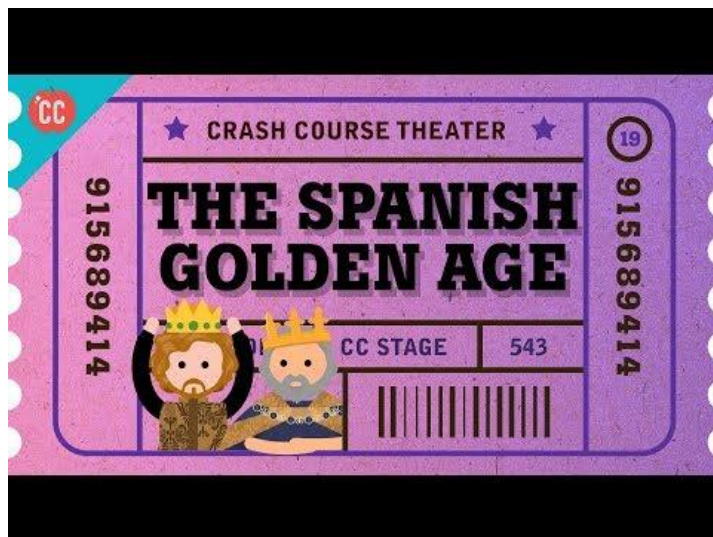 CC
CRASH COURSE THEATER
19
915689414
THE SPANISH
GOLDEN AGE
915689414
CC STAGE
543